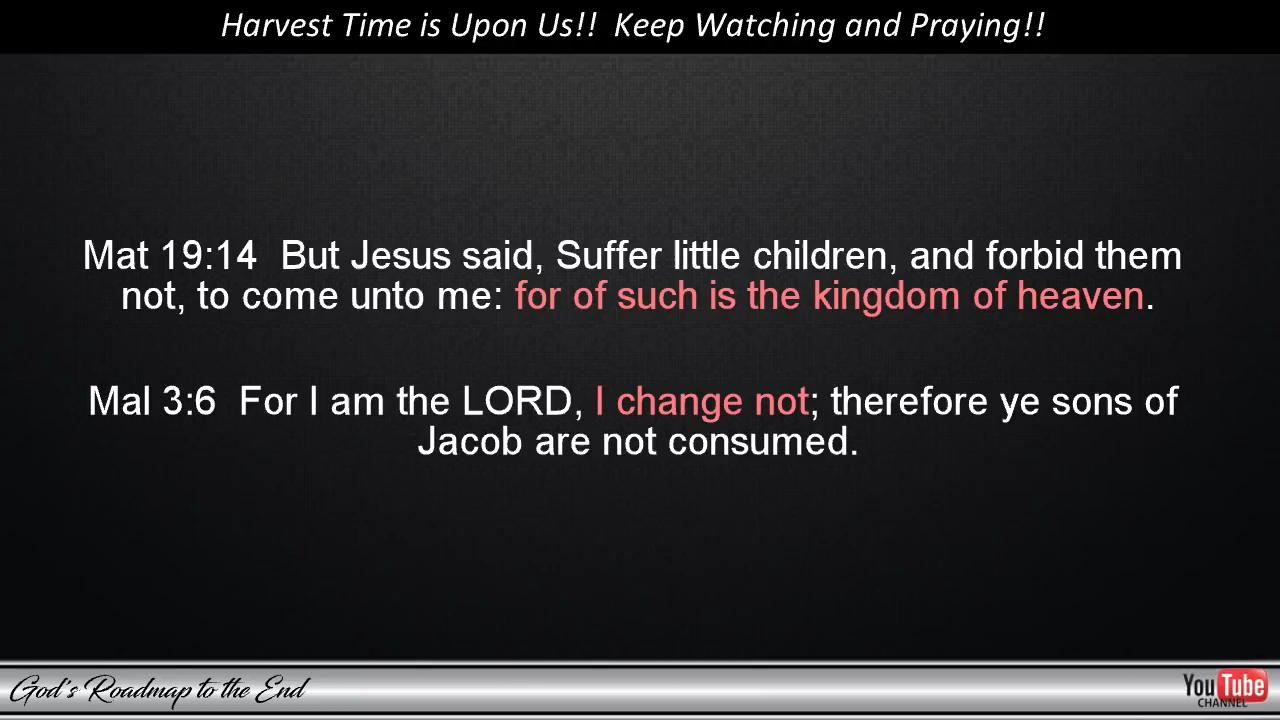 Harvest Time is Upon Us!!  Keep Watching and Praying!!
Mat 19:14  But Jesus said, Suffer little children, and forbid them
not, to come unto me: for of such is the kingdom of heaven.
Mal 3:6  For I am the LORD, I change not; therefore ye sons of
Jacob are not consumed.
God's Roadmap to the End
YouTube
CHANNEL